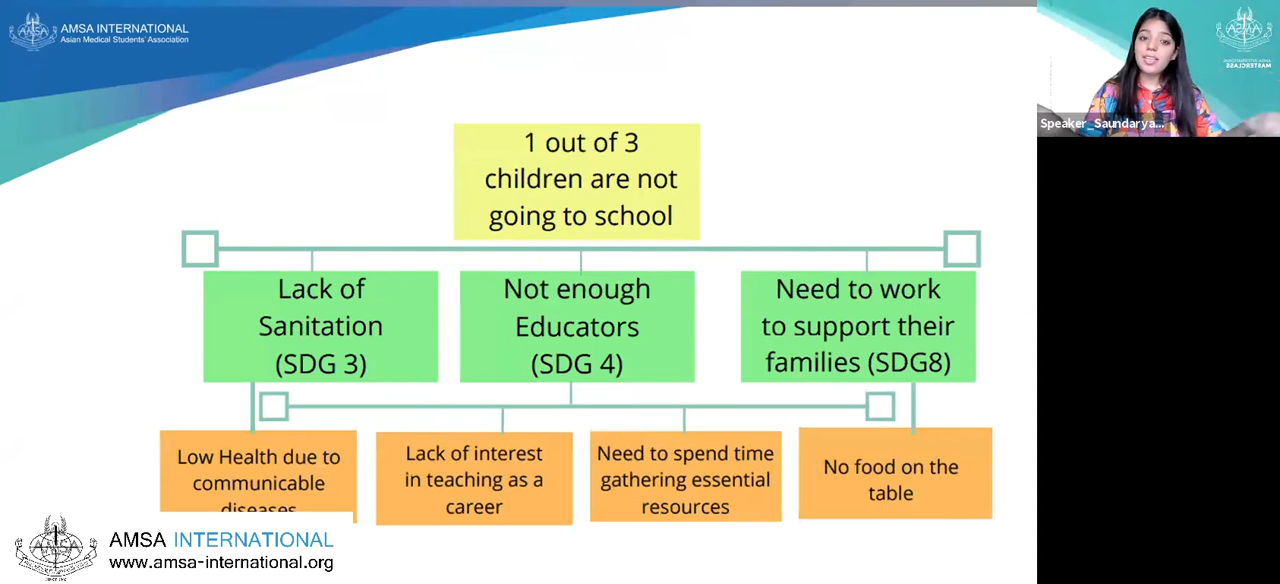 AMSA INTERNATIONAL
Asian Medical Students' Association
Speaker_Saundarya...
1 out of 3
children are not
going to school
Lack of
Sanitation
(SDG 3)
Not enough
Educators
(SDG 4)
Need to work
to support their
families (SDG8)
Low Health due to
communicable
diseases
Lack of interest
in teaching as a
career
Need to spend time
gathering essential
resources
No food on the
table
AMSA INTERNATIONAL
www.amsa-international.org